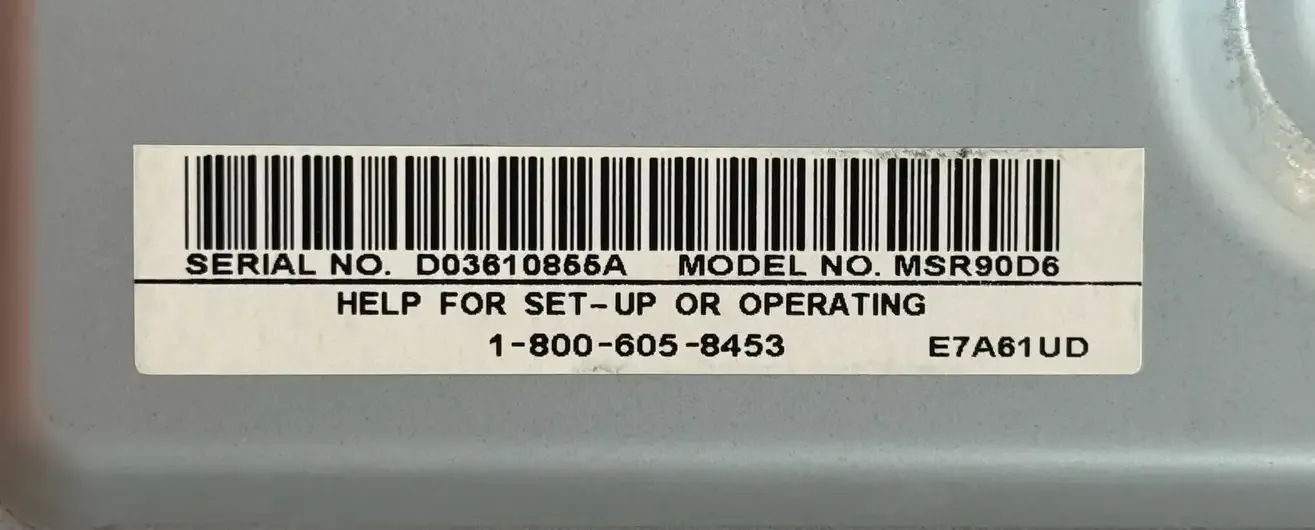 SERIAL NO. D03610855A MODEL NO. MSR90D6
HELP FOR SET-UP OR OPERATING
1-800-605-8453 E7A61UD